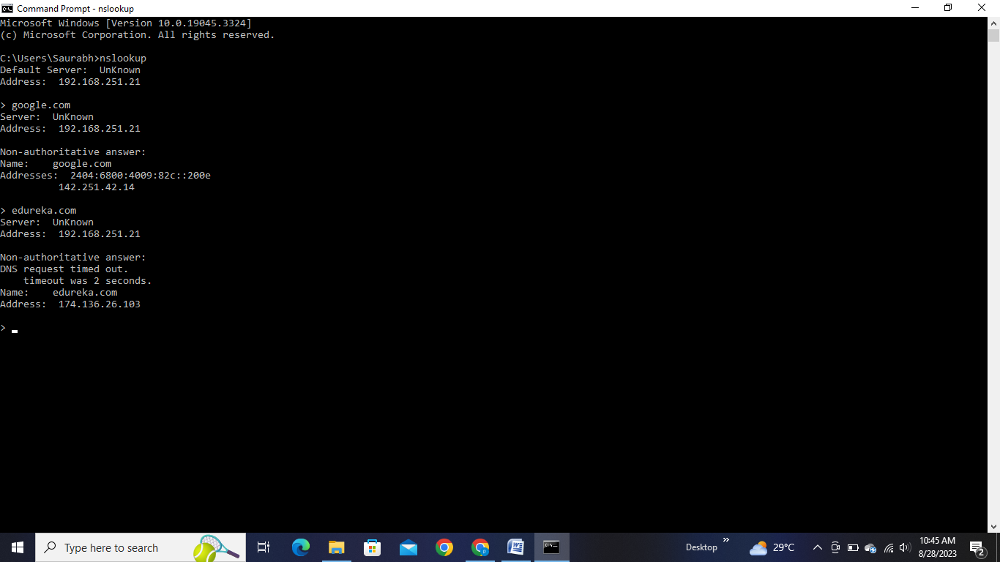 Command Prompt - nslookup
Microsoft Windows [Version 10.0.19045.3324]
(c) Microsoft Corporation. All rights reserved.
C:\Users\Saurabh>nslookup
Default Server:  UnKnown
Address:  192.168.251.21
> google.com
Server:  UnKnown
Address:  192.168.251.21
Non-authoritative answer:
Name:    google.com
Addresses:  2404:6800:4009:82c::200e
          142.251.42.14
> edureka.com
Server:  UnKnown
Address:  192.168.251.21
Non-authoritative answer:
DNS request timed out.
    timeout was 2 seconds.
Name:    edureka.com
Address:  174.136.26.103
>
Type here to search
Desktop
29°C
10:45 AM
8/28/2023
2